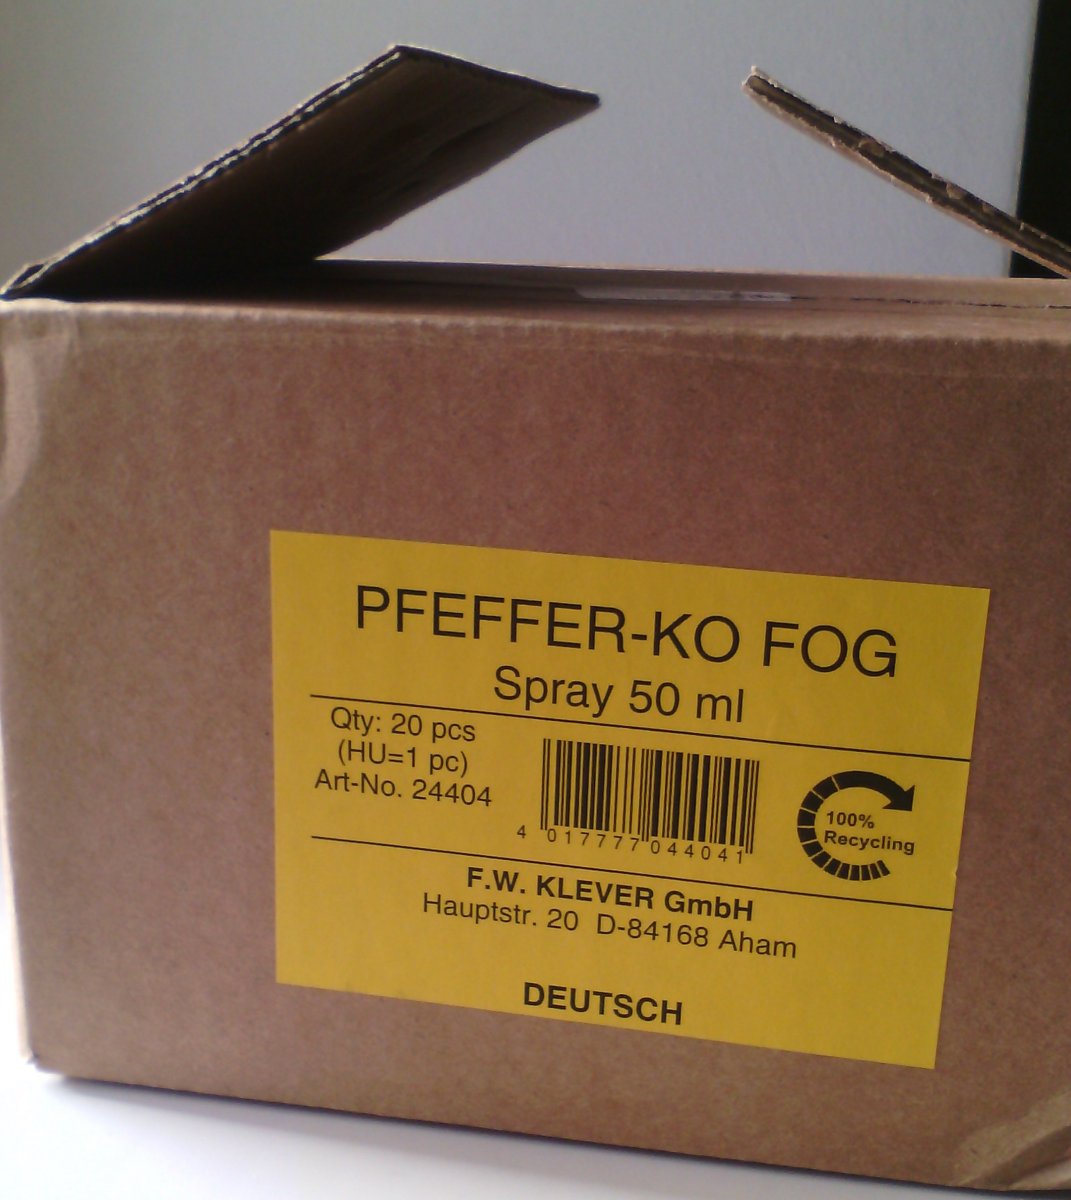 PFEFFER-KO FOG
Spray 50 ml
Qty: 20 pcs
(HU=1 pc)
Art-No. 24404
4 017777 044041
100%
Recycling
F.W. KLEVER GmbH
Hauptstr. 20 D-84168 Aham
DEUTSCH